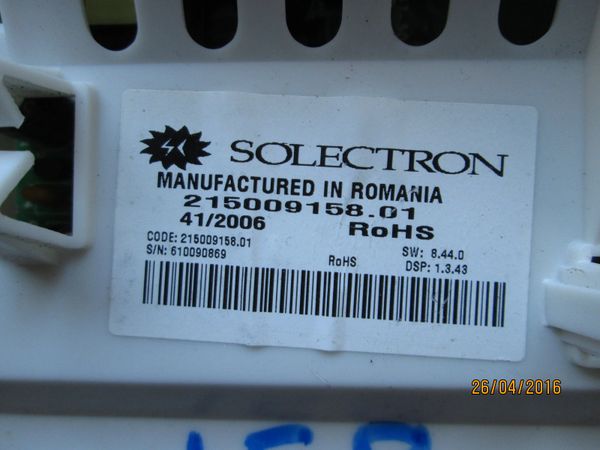 SOLECTRON
MANUFACTURED IN ROMANIA
215009158.01
41/2006 RoHS
CODE: 215009158.01 SW: 8.44.0
S/N: 610090869 RoHS DSP: 1.3.43
26/04/2016